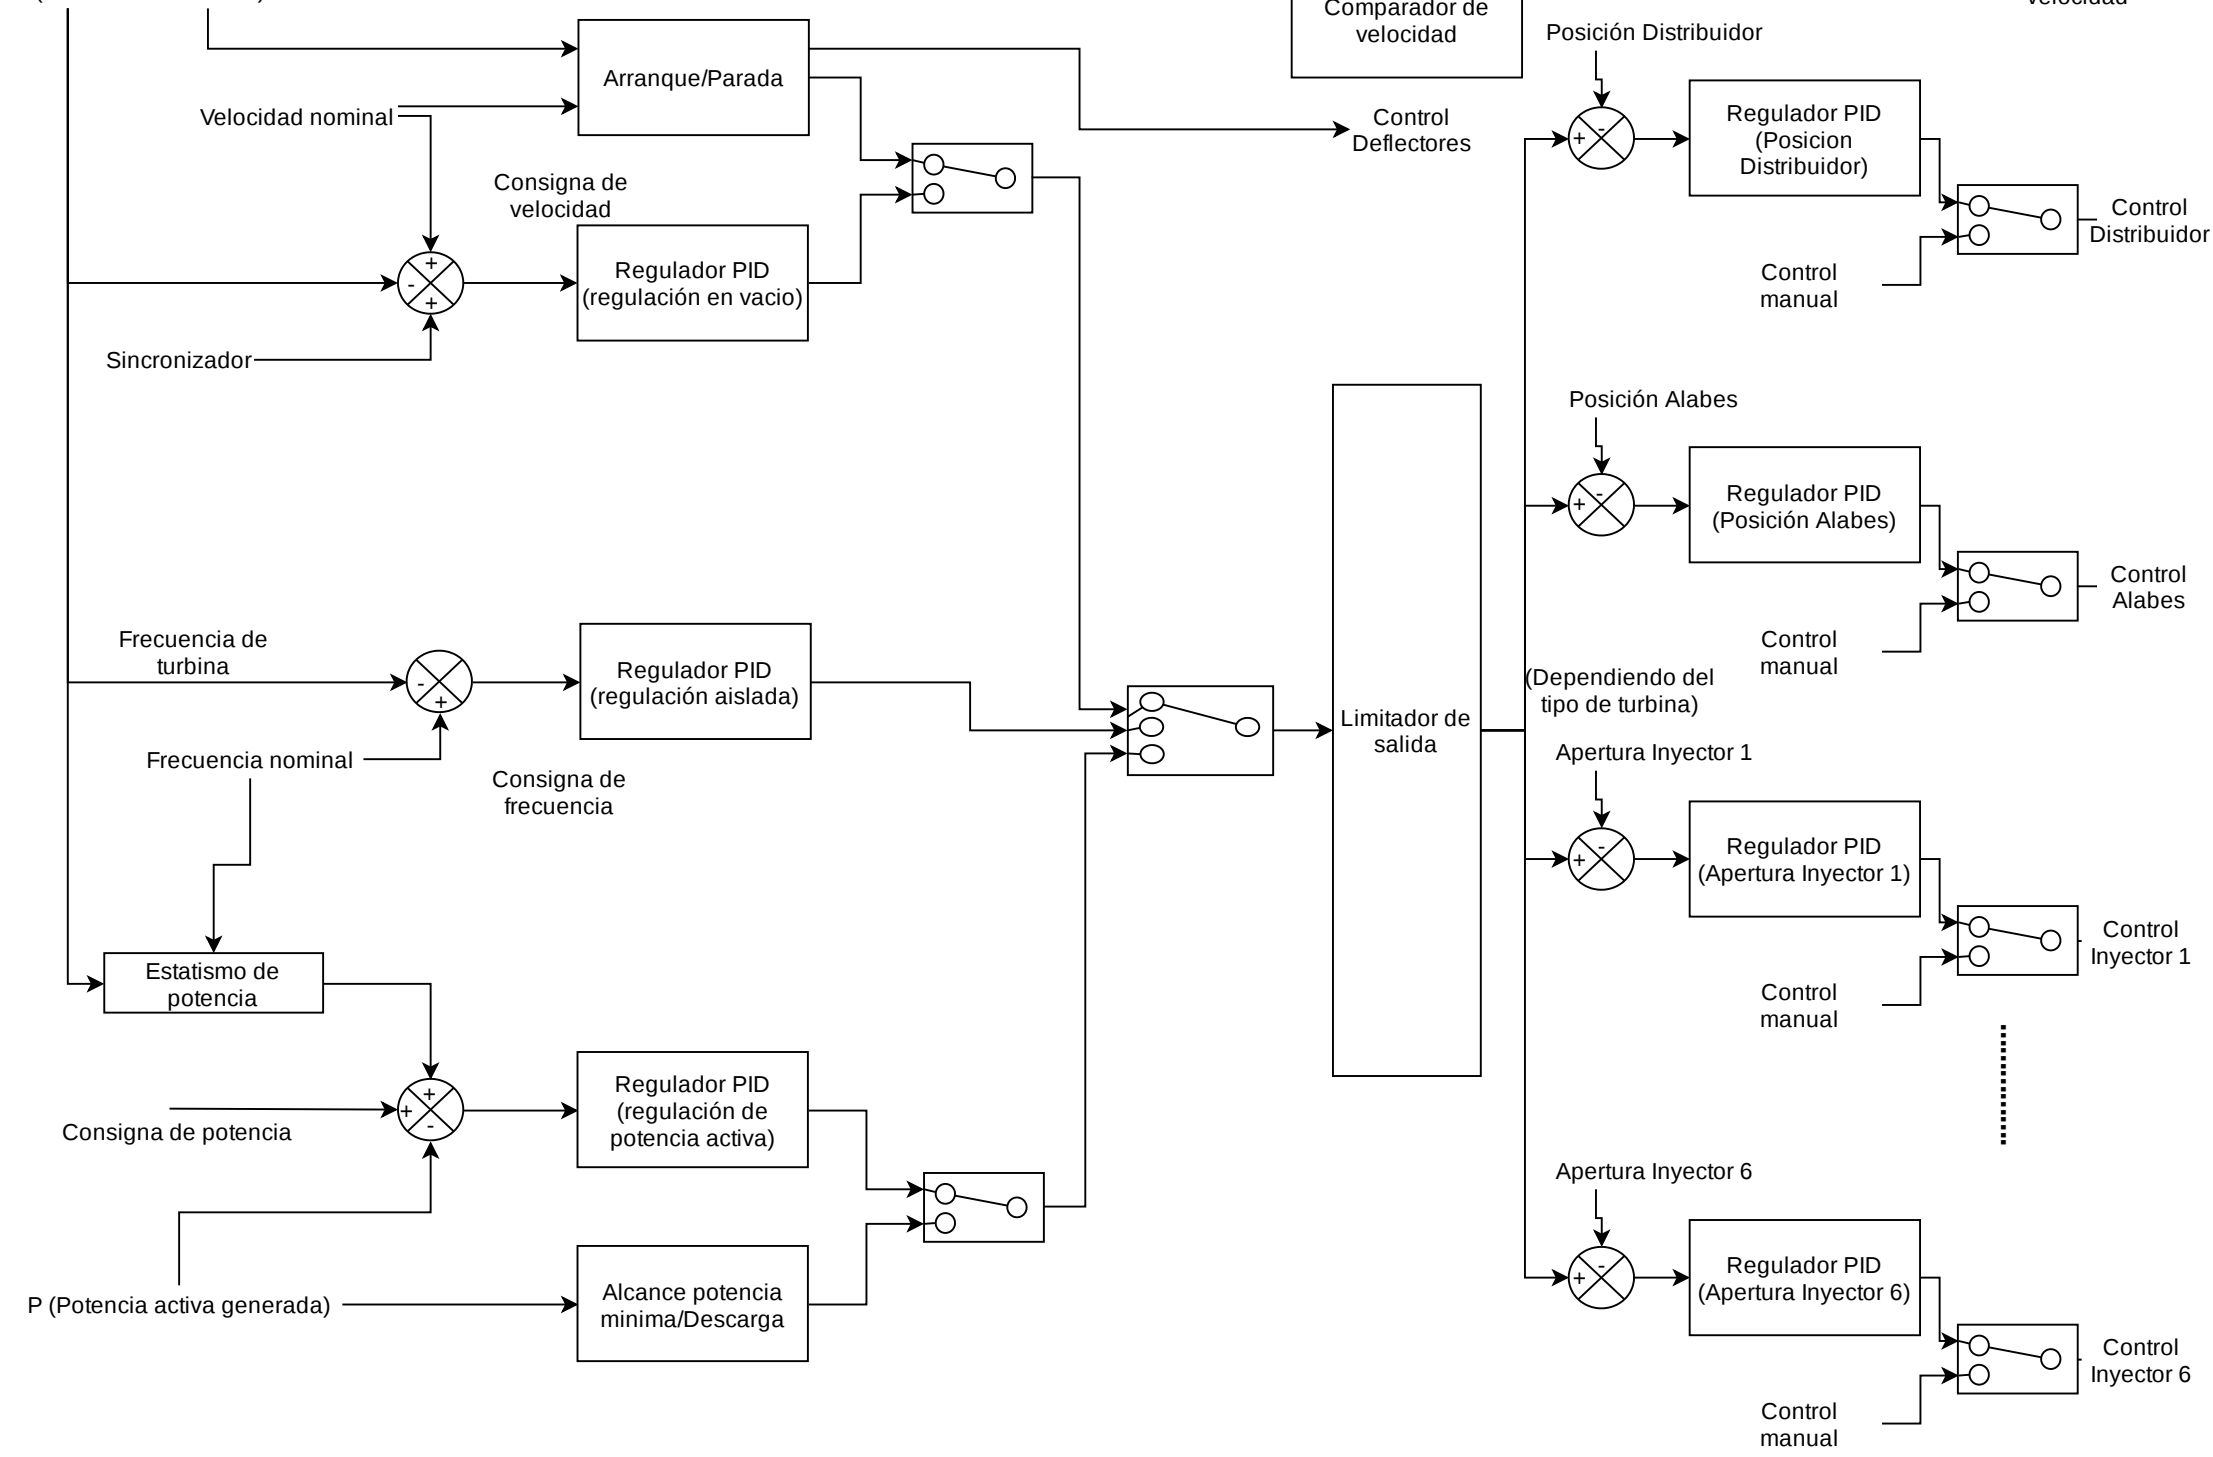 Comparador de
velocidad
velocidad
Posición Distribuidor
Arranque/Parada
Velocidad nominal
Control
Deflectores
Regulador PID
(Posicion
Distribuidor)
+
-
Consigna de
velocidad
Control
Distribuidor
Regulador PID
(regulación en vacio)
+
-
+
Control
manual
Sincronizador
Posición Alabes
Regulador PID
(Posición Alabes)
+
-
Control
Alabes
Control
manual
Frecuencia de
turbina
-
+
Regulador PID
(regulación aislada)
(Dependiendo del
tipo de turbina)
Limitador de
salida
Frecuencia nominal
Consigna de
frecuencia
Apertura Inyector 1
+
-
Regulador PID
(Apertura Inyector 1)
Control
Inyector 1
Control
manual
Estatismo de
potencia
Consigna de potencia
+
+
-
Regulador PID
(regulación de
potencia activa)
Apertura Inyector 6
+
-
Regulador PID
(Apertura Inyector 6)
P (Potencia activa generada)
Alcance potencia
minima/Descarga
Control
Inyector 6
Control
manual